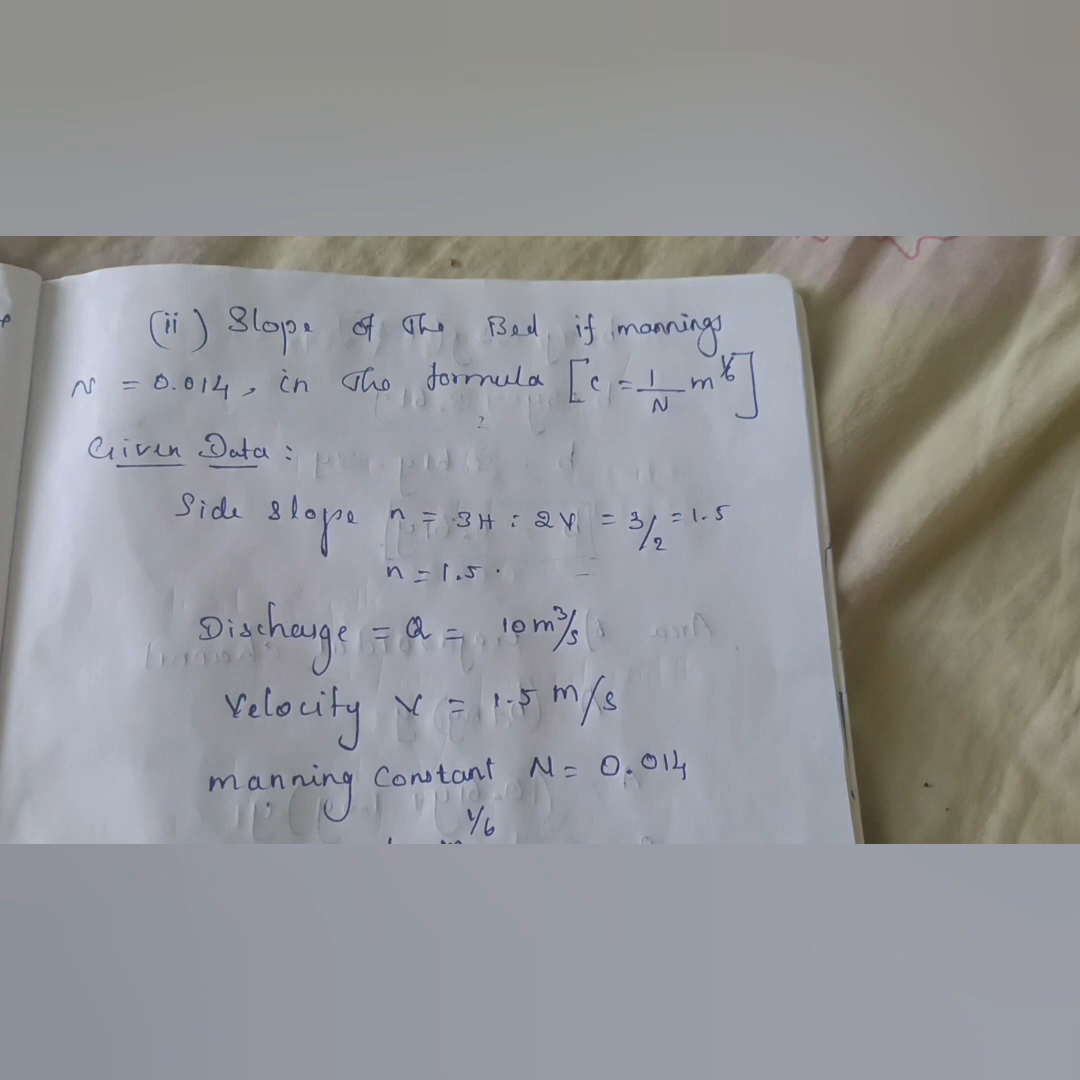 (ii) Slope of The Bed if mannings
N = 0.014, in The formula [C = 1/N m^1/6]
?
Given Data :
Side slope n = 3H : 2V = 3/2 = 1.5
n = 1.5 .
Discharge = Q = 10 m³/s
Velocity V = 1.5 m/s
manning Constant N = 0.014
1/6